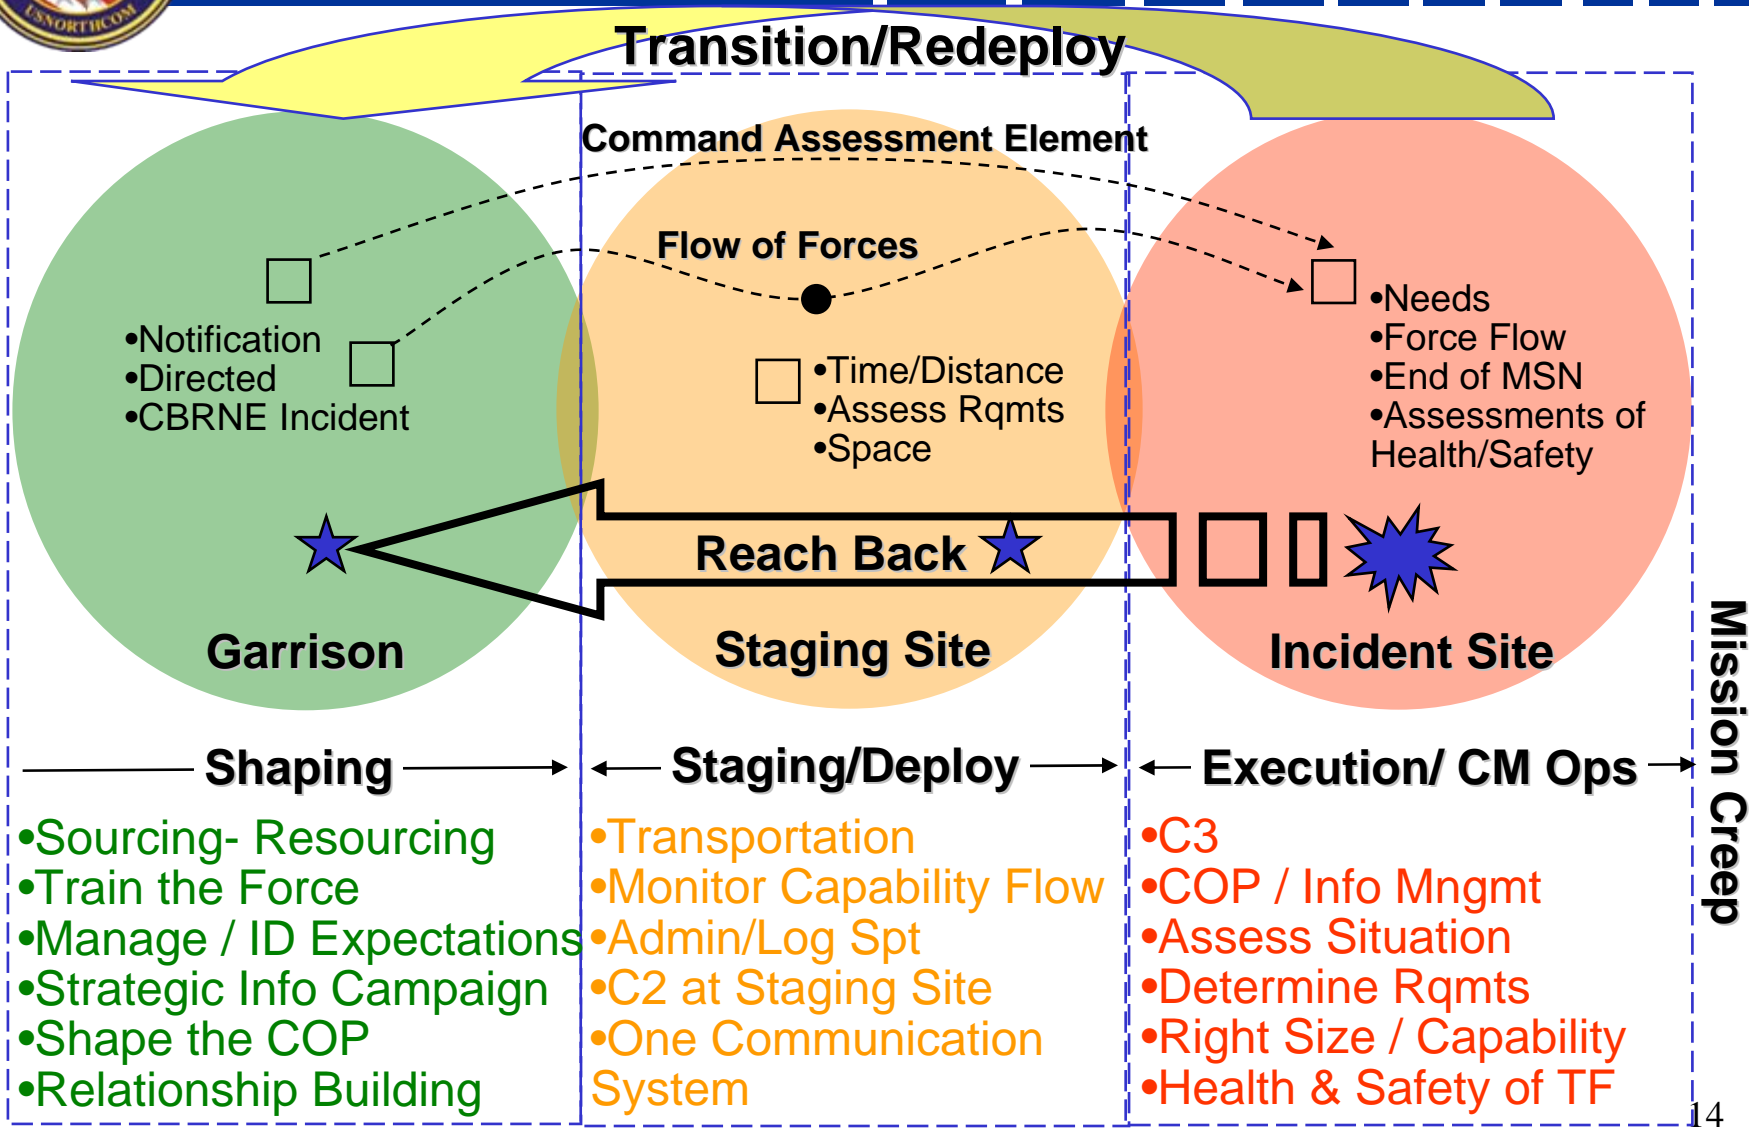 USNORTHCOM
Transition/Redeploy
Command Assessment Element
Flow of Forces
•Notification
•Directed
•CBRNE Incident
•Time/Distance
•Assess Rqmts
•Space
•Needs
•Force Flow
•End of MSN
•Assessments of
Health/Safety
Reach Back
Garrison
Staging Site
Incident Site
Mission Creep
Shaping
Staging/Deploy
Execution/ CM Ops
•Sourcing- Resourcing
•Train the Force
•Manage / ID Expectations
•Strategic Info Campaign
•Shape the COP
•Relationship Building
•Transportation
•Monitor Capability Flow
•Admin/Log Spt
•C2 at Staging Site
•One Communication
System
•C3
•COP / Info Mngmt
•Assess Situation
•Determine Rqmts
•Right Size / Capability
•Health & Safety of TF
14